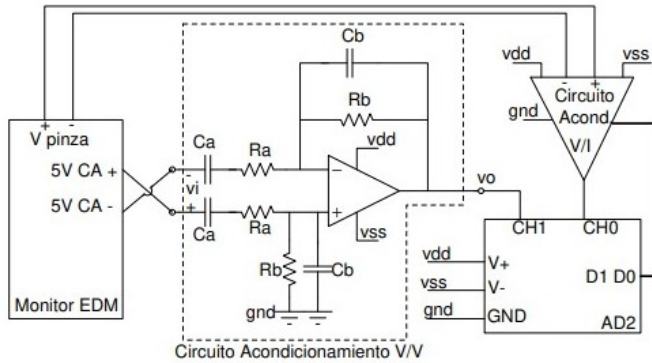 Cb
vdd
vss
- +
Circuito
Acond
V/I
gnd
+ -
V pinza
Rb
5V CA +
5V CA -
Ca
Ra
-
vi
+
Ca
Ra
vdd
-
+
vss
vo
Rb
Cb
gnd
Monitor EDM
CH1
CH0
vdd
V+
vss
V-
gnd
GND
D1 D0
AD2
Circuito Acondicionamiento V/V